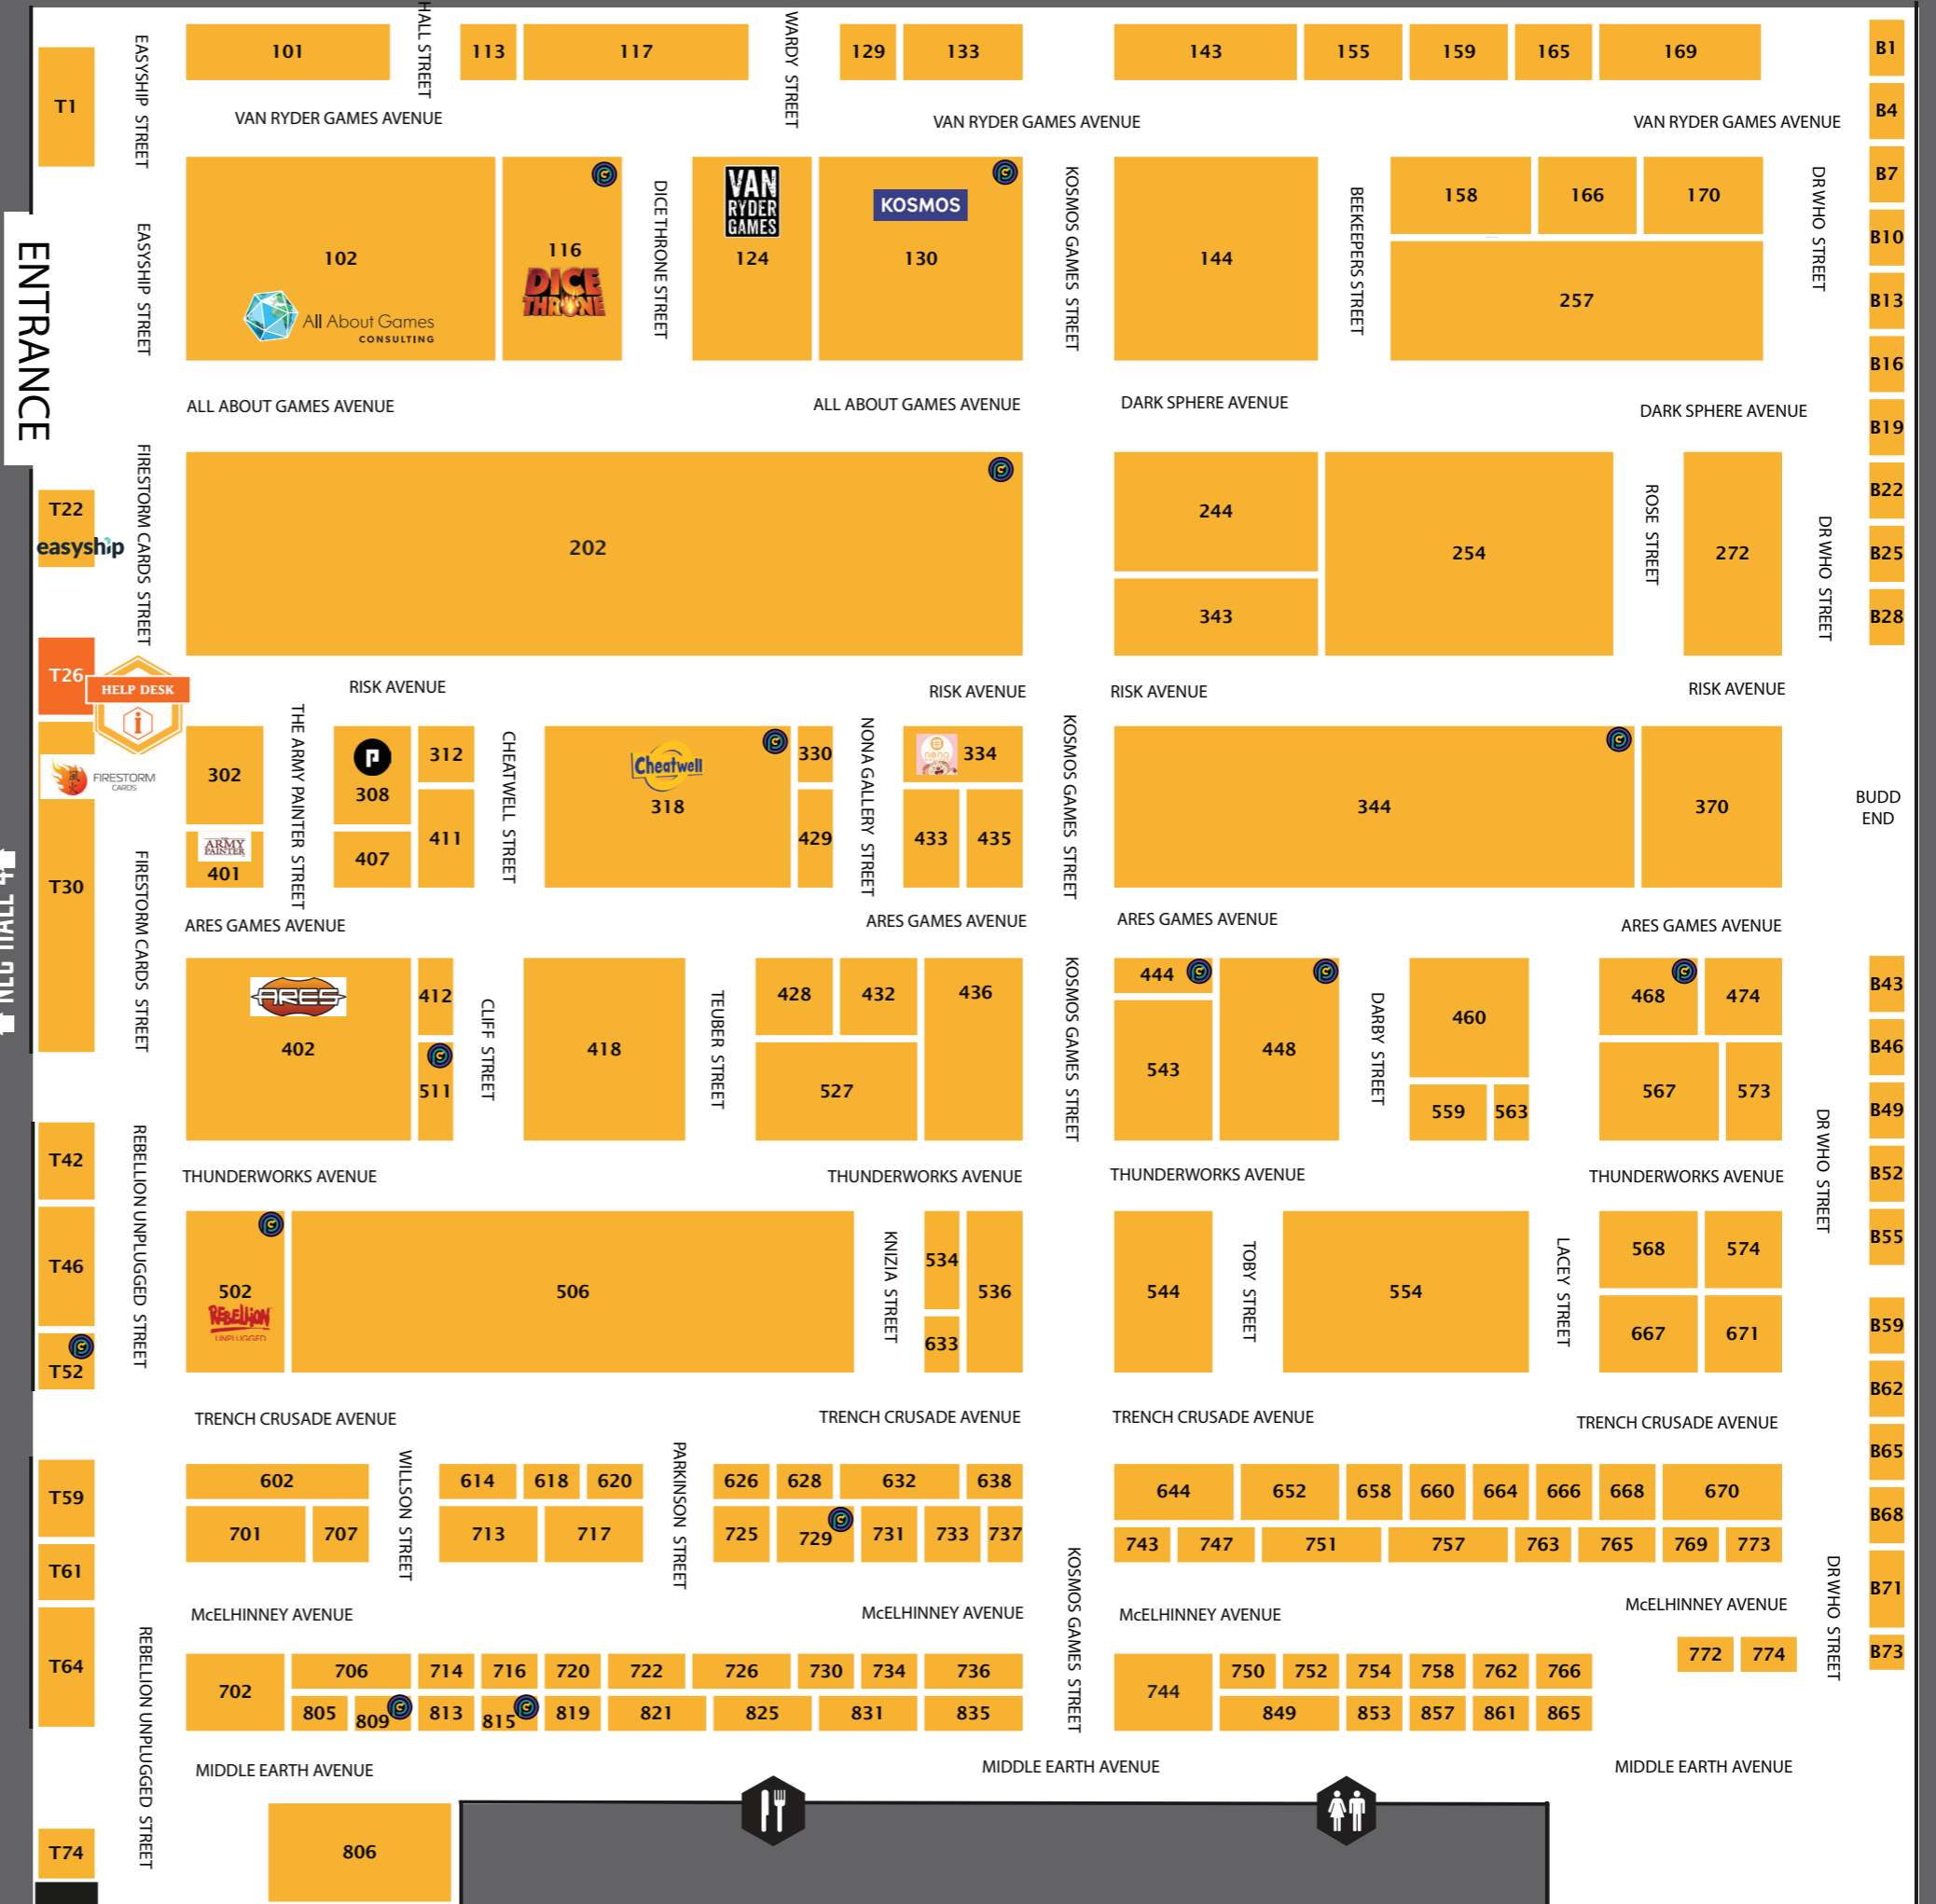 HALL STREET
WARDY STREET
EASYSHIP STREET
T1
101
113
117
129
133
143
155
159
165
169
B1
B4
VAN RYDER GAMES AVENUE
VAN RYDER GAMES AVENUE
VAN RYDER GAMES AVENUE
ENTRANCE
EASYSHIP STREET
102
All About Games
CONSULTING
116
DICE
THRONE
DICE THRONE STREET
VAN
RYDER
GAMES
124
KOSMOS
130
KOSMOS GAMES STREET
144
BEEKEEPERS STREET
158
166
170
257
DR WHO STREET
B7
B10
B13
B16
ALL ABOUT GAMES AVENUE
ALL ABOUT GAMES AVENUE
DARK SPHERE AVENUE
DARK SPHERE AVENUE
B19
T22
easyship
FIRESTORM CARDS STREET
202
244
343
254
ROSE STREET
272
DR WHO STREET
B22
B25
B28
T26
HELP DESK
i
RISK AVENUE
RISK AVENUE
RISK AVENUE
RISK AVENUE
FIRESTORM
CARDS
T30
302
ARMY
PAINTER
401
THE ARMY PAINTER STREET
308
407
312
411
CHEATWELL STREET
Cheatwell
318
330
429
NONA GALLERY STREET
334
433
435
KOSMOS GAMES STREET
344
370
BUDD
END
FIRESTORM CARDS STREET
ARES GAMES AVENUE
ARES GAMES AVENUE
ARES GAMES AVENUE
ARES GAMES AVENUE
ARES
402
412
511
CLIFF STREET
418
TEUBER STREET
428
432
436
527
KOSMOS GAMES STREET
444
543
448
DARBY STREET
460
559
563
468
474
567
573
B43
B46
B49
DR WHO STREET
T42
REBELLION UNPLUGGED STREET
THUNDERWORKS AVENUE
THUNDERWORKS AVENUE
THUNDERWORKS AVENUE
THUNDERWORKS AVENUE
B52
B55
T46
T52
502
REBELLION
UNPLUGGED
506
KNIZIA STREET
534
633
536
544
TOBY STREET
554
LACEY STREET
568
574
667
671
B59
B62
TRENCH CRUSADE AVENUE
TRENCH CRUSADE AVENUE
TRENCH CRUSADE AVENUE
TRENCH CRUSADE AVENUE
B65
T59
602
701
707
WILLSON STREET
614
618
620
713
717
PARKINSON STREET
626
628
632
638
725
729
731
733
737
KOSMOS GAMES STREET
644
652
658
660
664
666
668
670
743
747
751
757
763
765
769
773
B68
B71
DR WHO STREET
T61
T64
McELHINNEY AVENUE
McELHINNEY AVENUE
McELHINNEY AVENUE
McELHINNEY AVENUE
REBELLION UNPLUGGED STREET
702
706
714
716
720
722
726
730
734
736
805
809
813
815
819
821
825
831
835
744
750
752
754
758
762
766
849
853
857
861
865
772
774
B73
MIDDLE EARTH AVENUE
MIDDLE EARTH AVENUE
MIDDLE EARTH AVENUE
T74
806